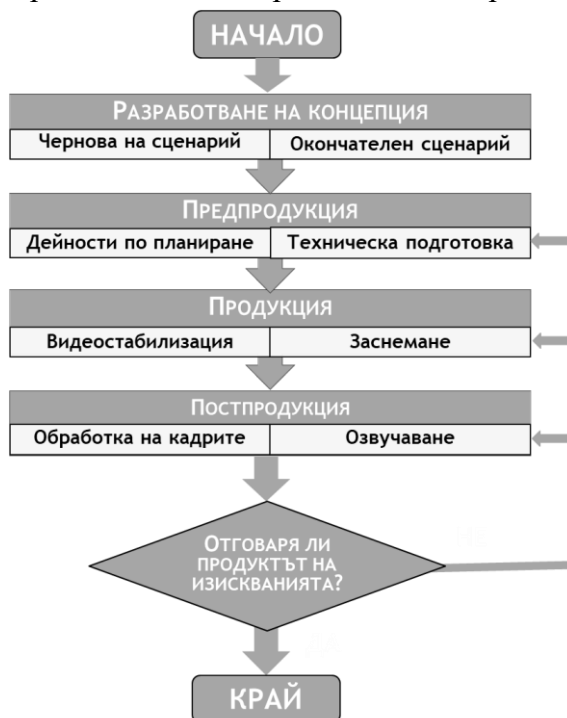 НАЧАЛО
РАЗРАБОТВАНЕ НА КОНЦЕПЦИЯ
Чернова на сценарий
Окончателен сценарий
ПРЕДПРОДУКЦИЯ
Дейности по планиране
Техническа подготовка
ПРОДУКЦИЯ
Видеостабилизация
Заснемане
ПОСТПРОДУКЦИЯ
Обработка на кадрите
Озвучаване
ОТГОВАРЯ ЛИ
ПРОДУКТЪТ НА
ИЗИСКВАНИЯТА?
КРАЙ